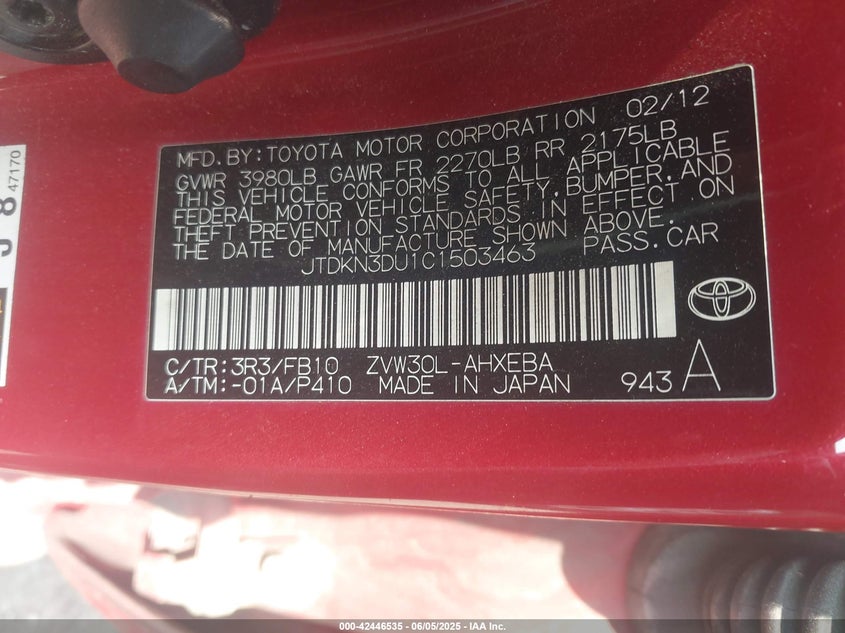 MFD.BY:TOYOTA MOTOR CORPORATION 02/12
GVWR 3980LB GAWR FR 2270LB RR 2175LB
THIS VEHICLE CONFORMS TO ALL APPLICABLE
FEDERAL MOTOR VEHICLE SAFETY,BUMPER,AND
THEFT PREVENTION STANDARDS IN EFFECT ON
THE DATE OF MANUFACTURE SHOWN ABOVE.
JTDKN3DU1C1503463 PASS.CAR
C/TR:3R3/FB10 ZVW30L-AHXEBA
A/TM:-01A/P410 MADE IN JAPAN 943 A
8
47170
000-42446535 - 06/05/2025 - IAA Inc.